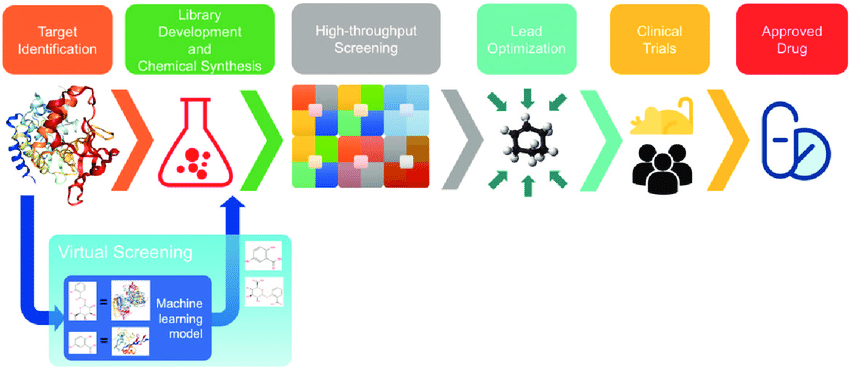 Target
Identification
Library
Development
and
Chemical Synthesis
High-throughput
Screening
Lead
Optimization
Clinical
Trials
Approved
Drug
Virtual Screening
=
Machine
learning
model
=